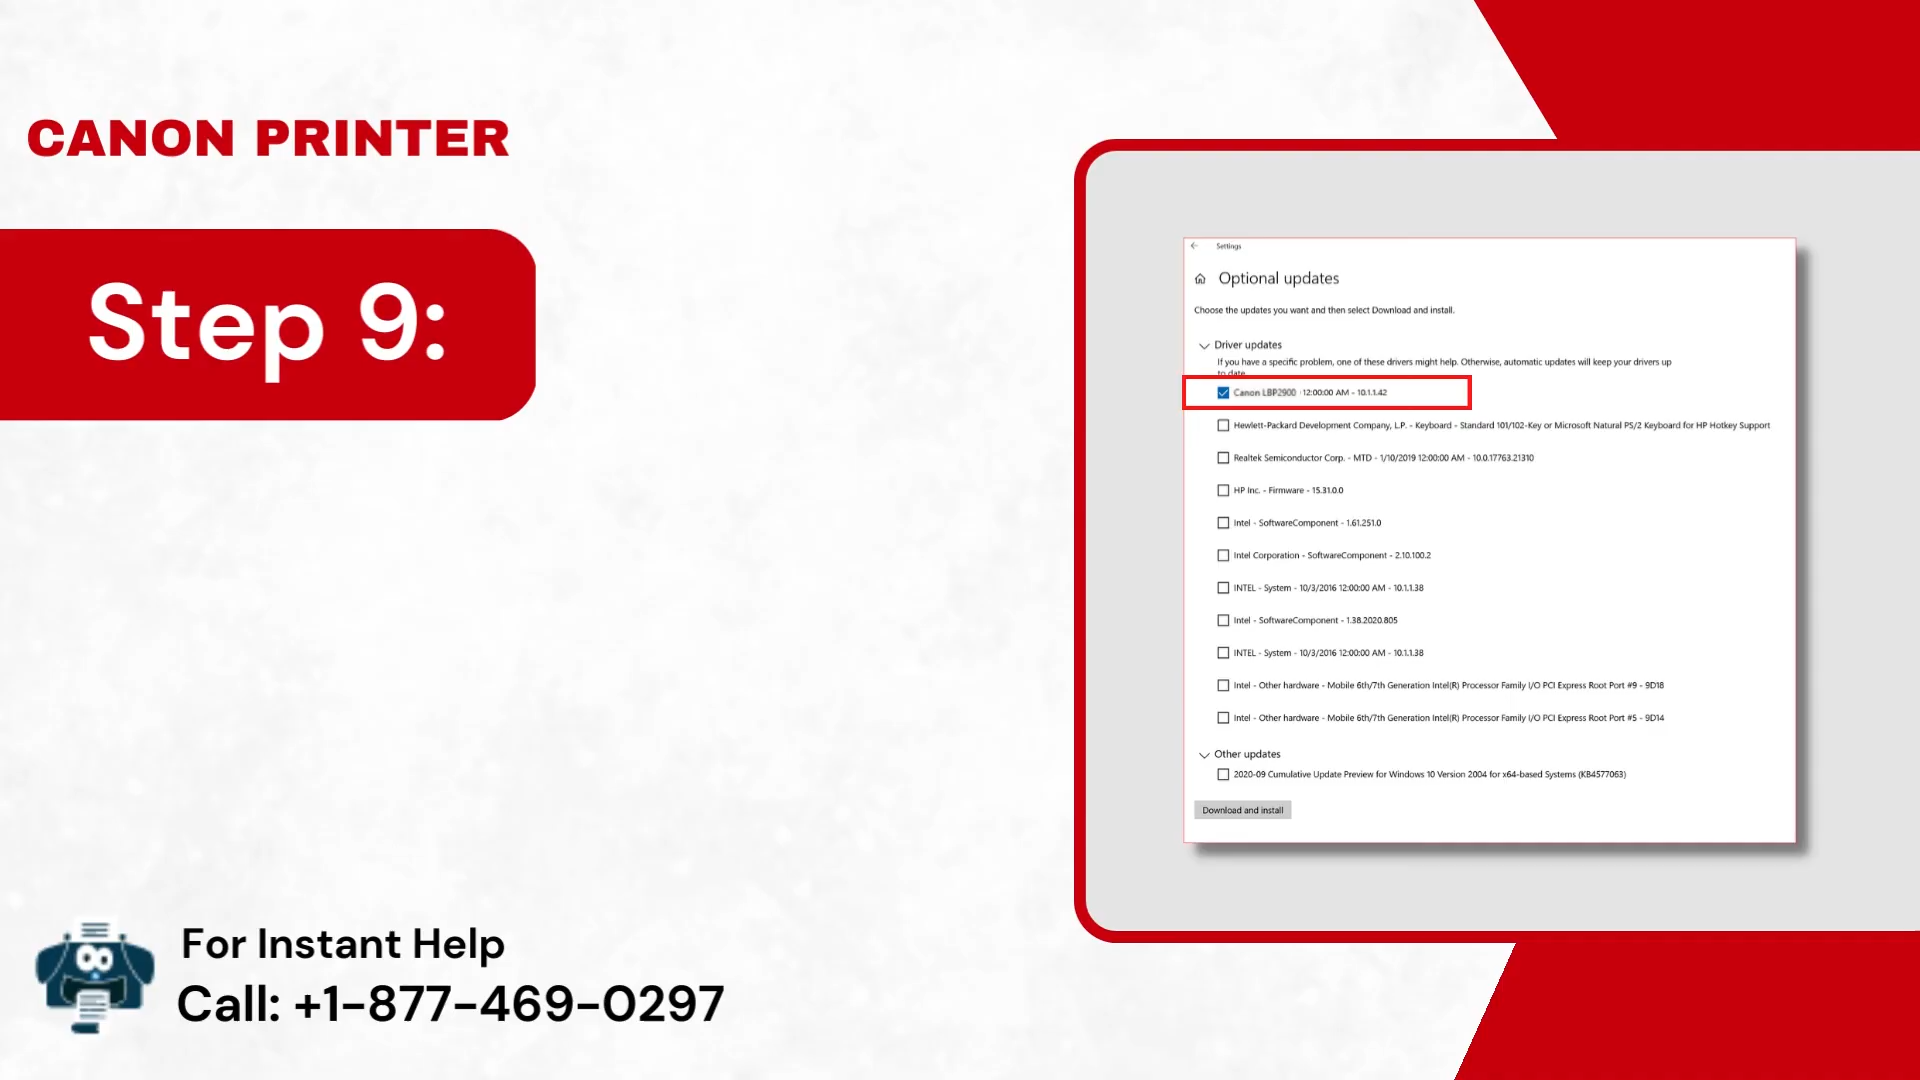 CANON PRINTER
Step 9:
Settings
Optional updates
Choose the updates you want and then select Download and install.
Driver updates
If you have a specific problem, one of these drivers might help. Otherwise, automatic updates will keep your drivers up
to date.
Canon LBP2900 12:00:00 AM - 10.1.1.42
Hewlett-Packard Development Company, L.P. - Keyboard - Standard 101/102-Key or Microsoft Natural PS/2 Keyboard for HP Hotkey Support
Realtek Semiconductor Corp. - MTD - 1/10/2019 12:00:00 AM - 10.0.17763.21310
HP Inc. - Firmware - 15.31.0.0
Intel - SoftwareComponent - 1.61.251.0
Intel Corporation - SoftwareComponent - 2.10.100.2
INTEL - System - 10/3/2016 12:00:00 AM - 10.1.1.38
Intel - SoftwareComponent - 1.38.2020.805
INTEL - System - 10/3/2016 12:00:00 AM - 10.1.1.38
Intel - Other hardware - Mobile 6th/7th Generation Intel(R) Processor Family I/O PCI Express Root Port #9 - 9D18
Intel - Other hardware - Mobile 6th/7th Generation Intel(R) Processor Family I/O PCI Express Root Port #5 - 9D14
Other updates
2020-09 Cumulative Update Preview for Windows 10 Version 2004 for x64-based Systems (KB4577063)
Download and install
For Instant Help
Call: +1-877-469-0297